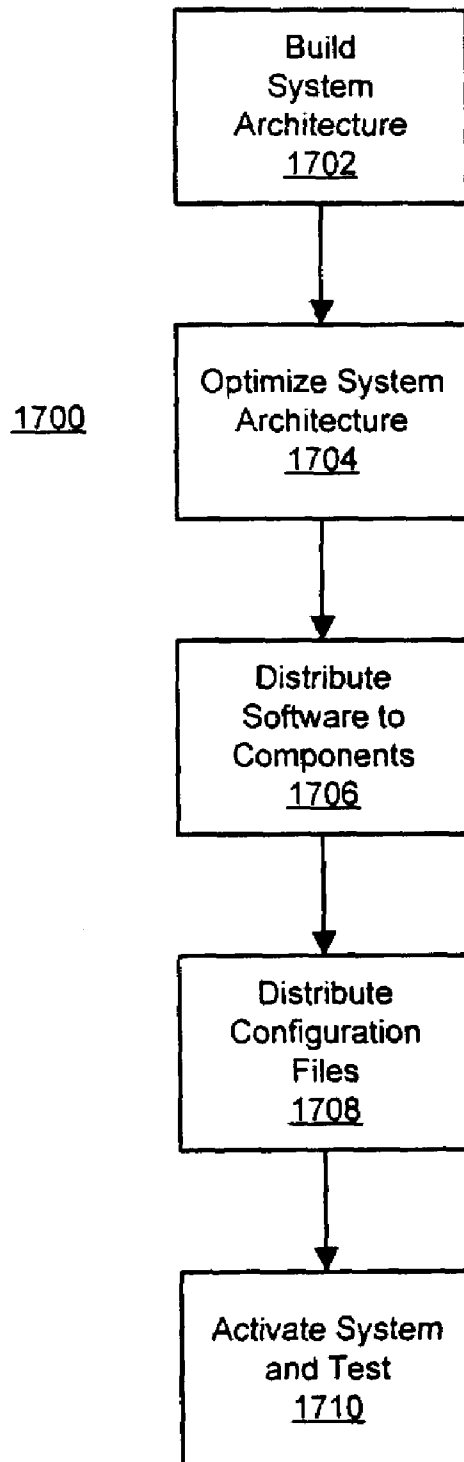 Build
System
Architecture
1702
1700
Optimize System
Architecture
1704
Distribute
Software to
Components
1706
Distribute
Configuration
Files
1708
Activate System
and Test
1710